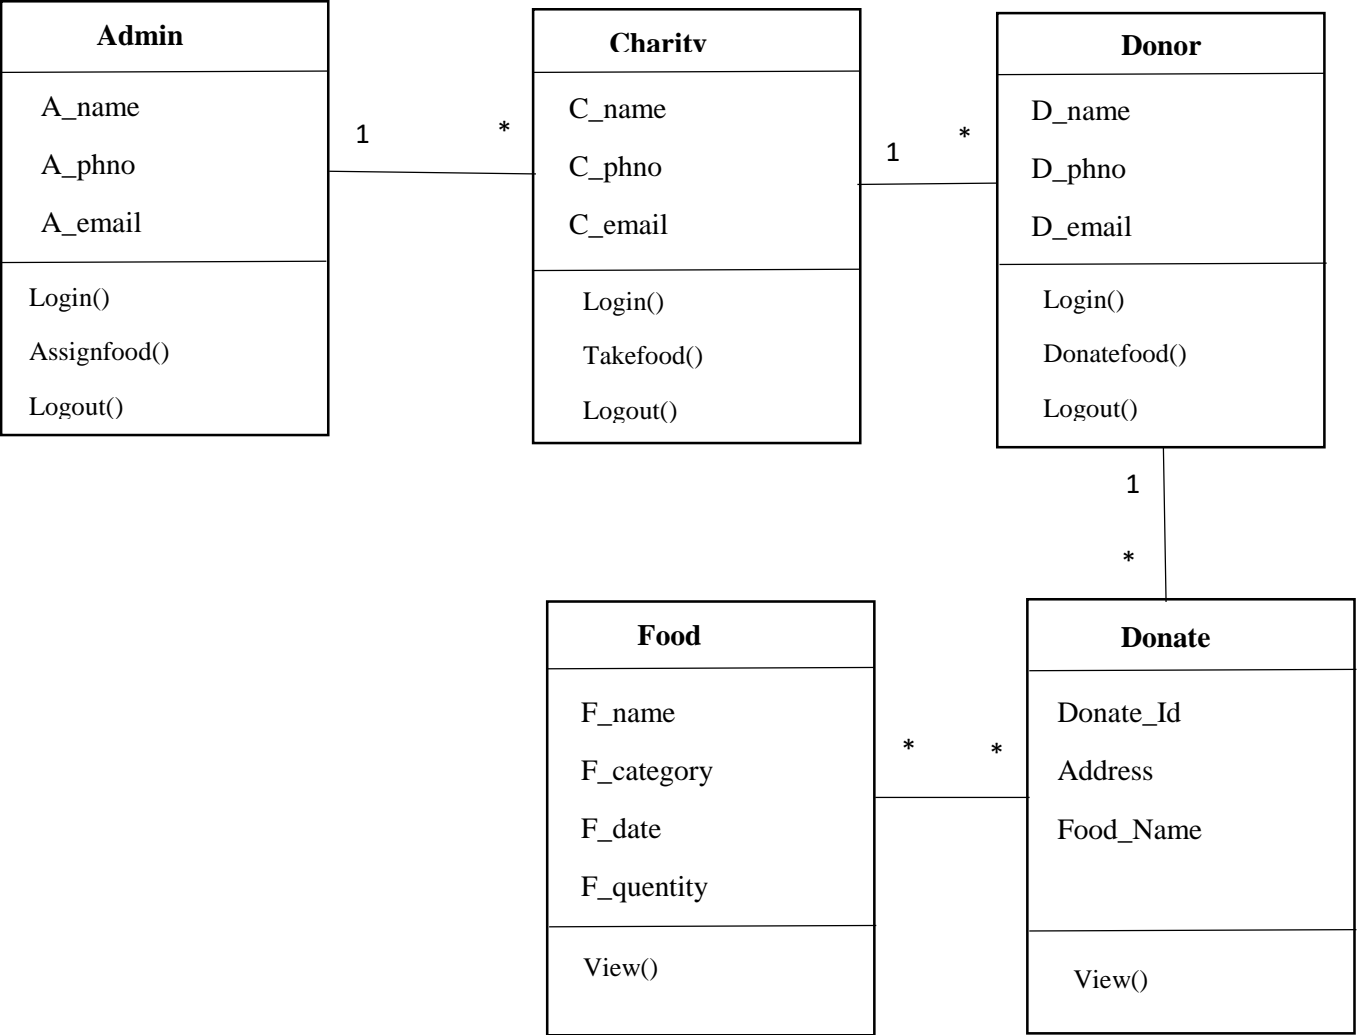 Admin
A_name
A_phno
A_email
Login()
Assignfood()
Logout()
1
*
Charity
C_name
C_phno
C_email
Login()
Takefood()
Logout()
1
*
Donor
D_name
D_phno
D_email
Login()
Donatefood()
Logout()
1
*
Food
F_name
F_category
F_date
F_quentity
View()
*
*
Donate
Donate_Id
Address
Food_Name
View()